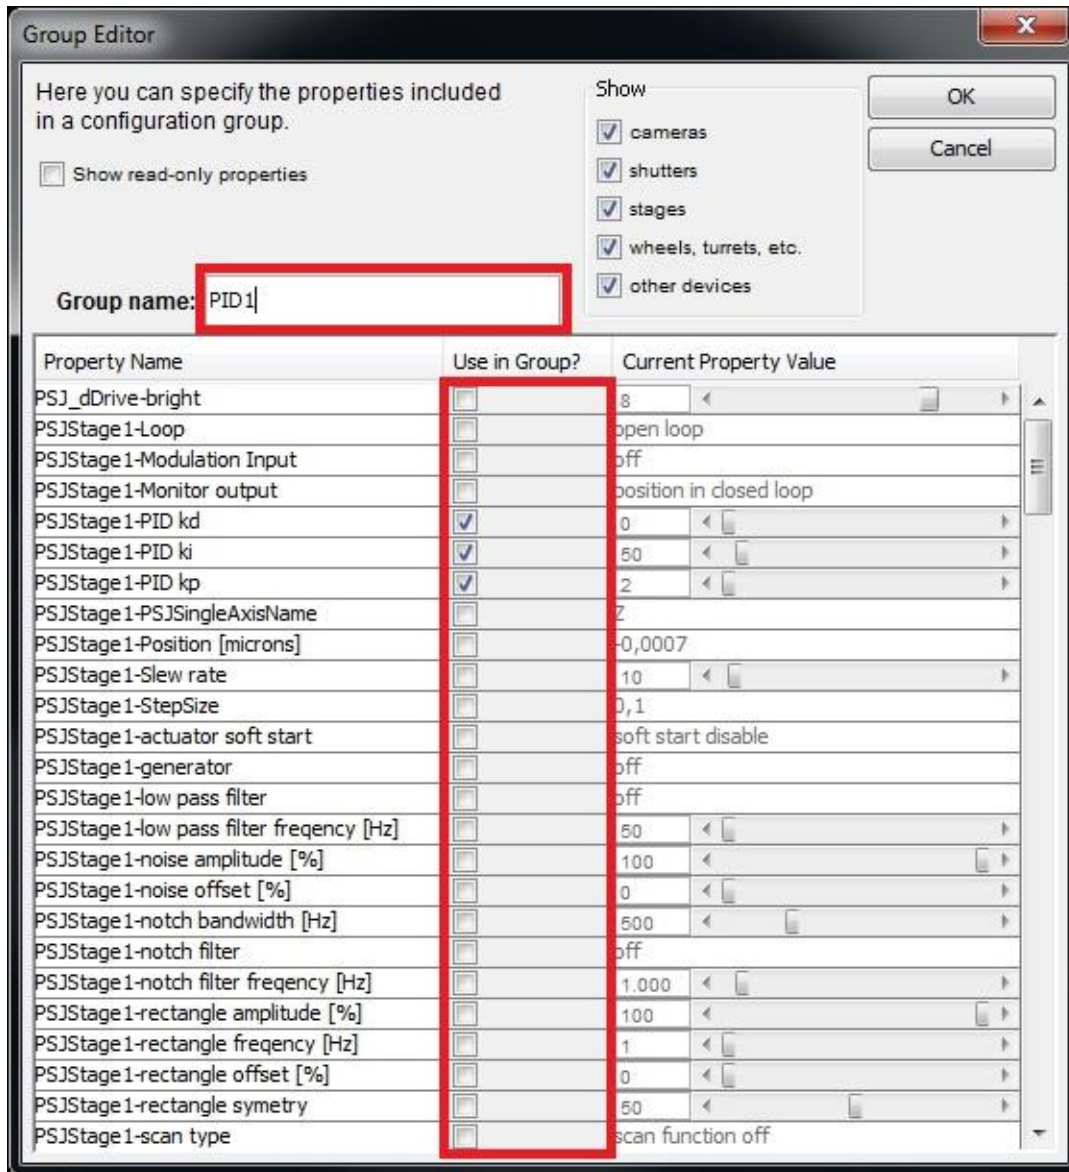 Group Editor
Here you can specify the properties included
in a configuration group.
Show read-only properties
Show
cameras
shutters
stages
wheels, turrets, etc.
other devices
OK
Cancel
Group name: PID1
Property Name Use in Group? Current Property Value
PSJ_dDrive-bright 8
PSJStage1-Loop open loop
PSJStage1-Modulation Input off
PSJStage1-Monitor output position in closed loop
PSJStage1-PID kd 0
PSJStage1-PID ki 50
PSJStage1-PID kp 2
PSJStage1-PSJSingleAxisName Z
PSJStage1-Position [microns] -0,0007
PSJStage1-Slew rate 10
PSJStage1-StepSize 0,1
PSJStage1-actuator soft start soft start disable
PSJStage1-generator off
PSJStage1-low pass filter off
PSJStage1-low pass filter freqency [Hz] 50
PSJStage1-noise amplitude [%] 100
PSJStage1-noise offset [%] 0
PSJStage1-notch bandwidth [Hz] 500
PSJStage1-notch filter off
PSJStage1-notch filter freqency [Hz] 1.000
PSJStage1-rectangle amplitude [%] 100
PSJStage1-rectangle freqency [Hz] 1
PSJStage1-rectangle offset [%] 0
PSJStage1-rectangle symetry 50
PSJStage1-scan type scan function off